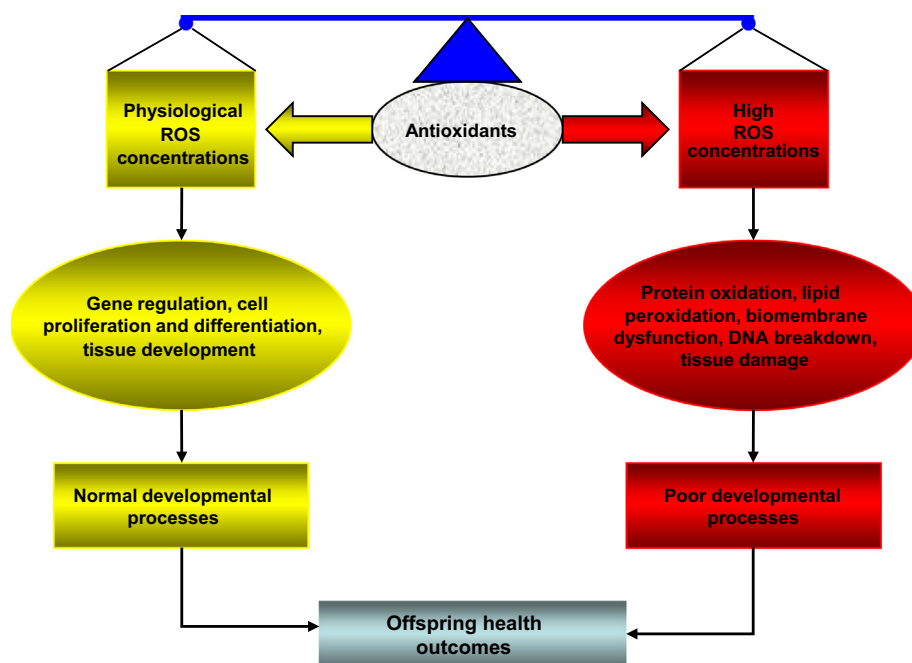 Physiological
ROS
concentrations
Antioxidants
High
ROS
concentrations
Gene regulation, cell
proliferation and differentiation,
tissue development
Protein oxidation, lipid
peroxidation, biomembrane
dysfunction, DNA breakdown,
tissue damage
Normal developmental
processes
Poor developmental
processes
Offspring health
outcomes